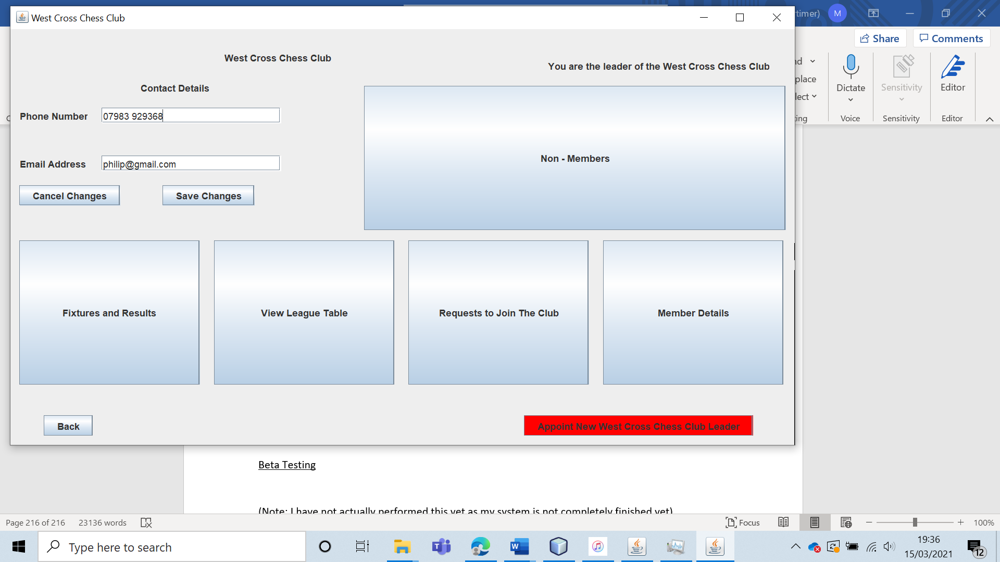 West Cross Chess Club
timer)
M
Share
Comments
West Cross Chess Club
You are the leader of the West Cross Chess Club
Contact Details
Phone Number
07983 929368
Email Address
philip@gmail.com
Cancel Changes
Save Changes
Non - Members
nd
place
lect
ing
Dictate
Voice
Sensitivity
Sensitivity
Editor
Editor
Fixtures and Results
View League Table
Requests to Join The Club
Member Details
Back
Appoint New West Cross Chess Club Leader
Beta Testing
(Note: I have not actually performed this yet as my system is not completely finished yet)
Page 216 of 216
23136 words
Focus
100%
Type here to search
19:36
15/03/2021
12